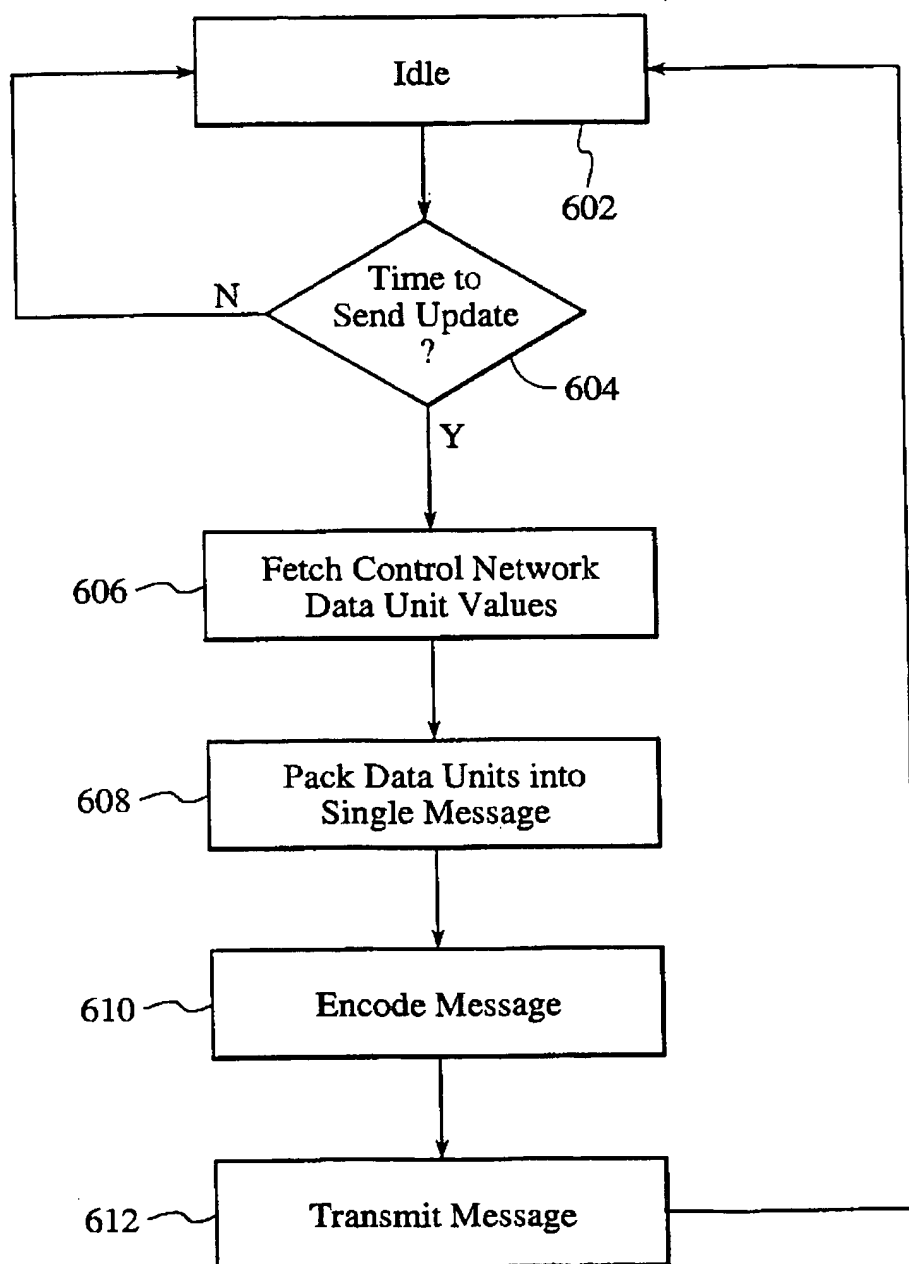 Idle
602
Time to
Send Update
?
N
604
Y
606
Fetch Control Network
Data Unit Values
608
Pack Data Units into
Single Message
610
Encode Message
612
Transmit Message